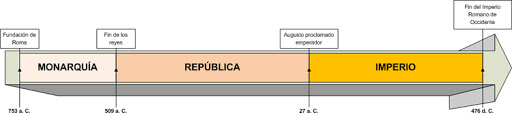 Fundación de
Roma
Fin de los
reyes
Augusto proclamado
emperador
Fin del Imperio
Romano de
Occidente
MONARQUÍA
REPÚBLICA
IMPERIO
753 a. C.
509 a. C.
27 a. C.
476 d. C.